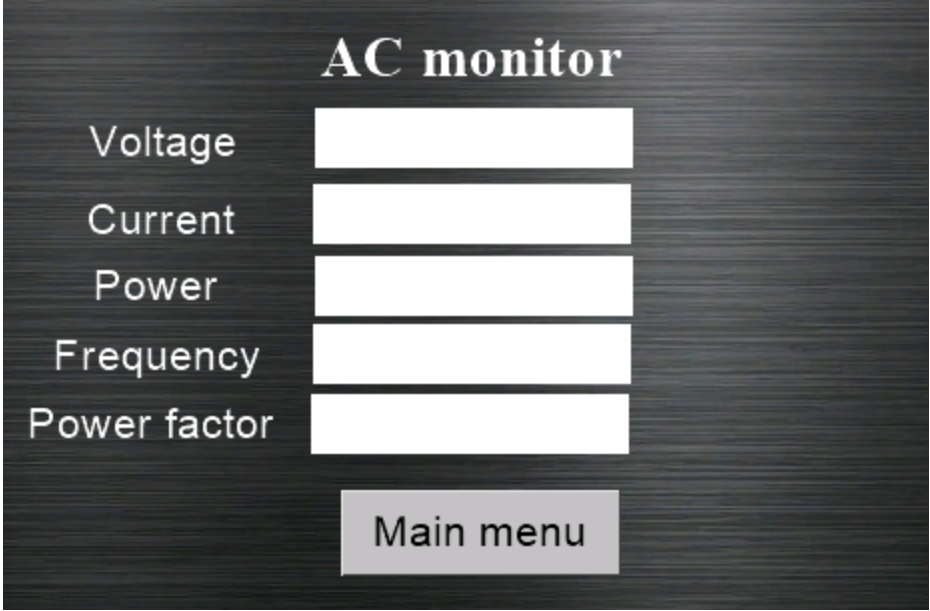 AC monitor
Voltage
Current
Power
Frequency
Power factor
Main menu